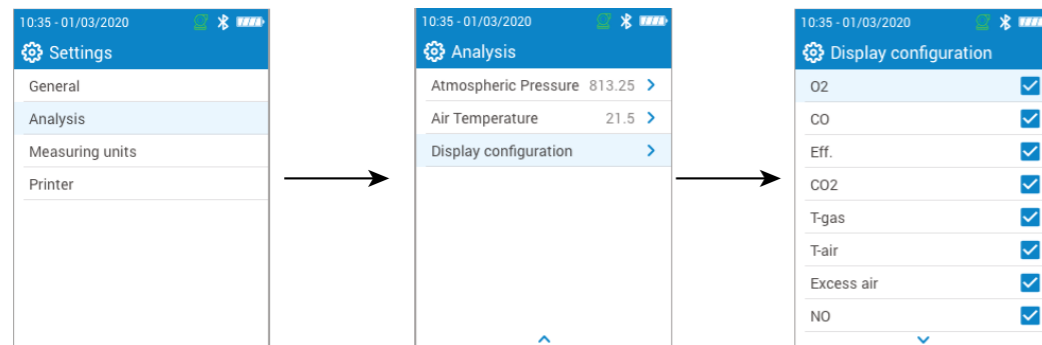 10:35 - 01/03/2020
Settings
General
Analysis
Measuring units
Printer
10:35 - 01/03/2020
Analysis
Atmospheric Pressure 813.25
Air Temperature 21.5
Display configuration
10:35 - 01/03/2020
Display configuration
O2
CO
Eff.
CO2
T-gas
T-air
Excess air
NO